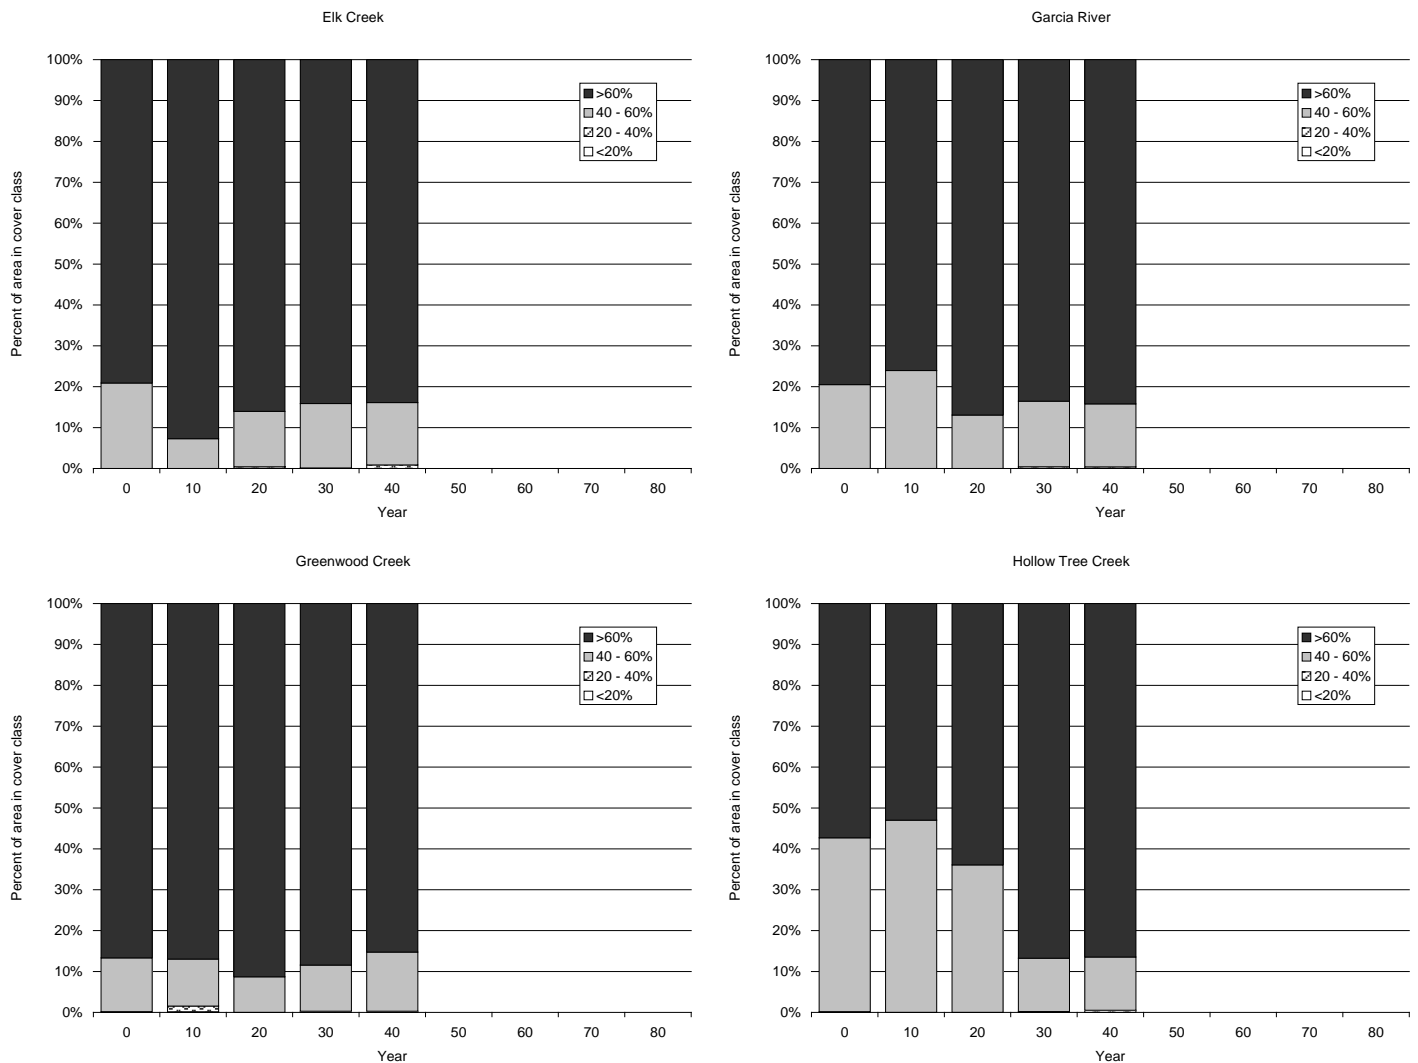 Elk Creek
100%
90%
80%
70%
60%
50%
40%
30%
20%
10%
0%
Percent of area in cover class
>60%
40 - 60%
20 - 40%
<20%
0 10 20 30 40 50 60 70 80
Year
Garcia River
100%
90%
80%
70%
60%
50%
40%
30%
20%
10%
0%
Percent of area in cover class
>60%
40 - 60%
20 - 40%
<20%
0 10 20 30 40 50 60 70 80
Year
Greenwood Creek
100%
90%
80%
70%
60%
50%
40%
30%
20%
10%
0%
Percent of area in cover class
>60%
40 - 60%
20 - 40%
<20%
0 10 20 30 40 50 60 70 80
Year
Hollow Tree Creek
100%
90%
80%
70%
60%
50%
40%
30%
20%
10%
0%
Percent of area in cover class
>60%
40 - 60%
20 - 40%
<20%
0 10 20 30 40 50 60 70 80
Year